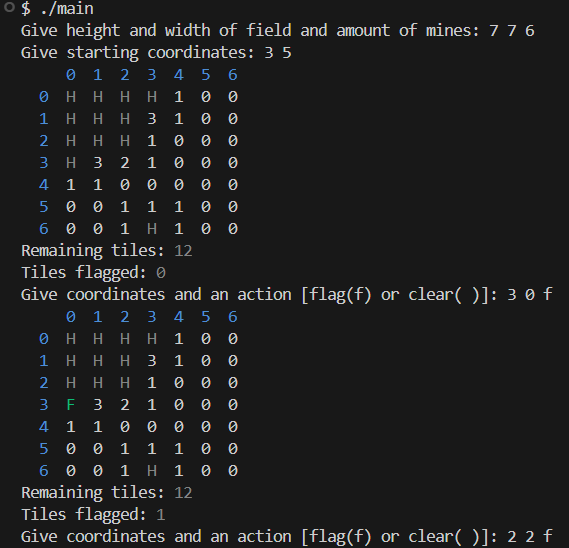 $ ./main
Give height and width of field and amount of mines: 7 7 6
Give starting coordinates: 3 5
0 1 2 3 4 5 6
0 H H H H 1 0 0
1 H H H 3 1 0 0
2 H H H 1 0 0 0
3 H 3 2 1 0 0 0
4 1 1 0 0 0 0 0
5 0 0 1 1 1 0 0
6 0 0 1 H 1 0 0
Remaining tiles: 12
Tiles flagged: 0
Give coordinates and an action [flag(f) or clear( )]: 3 0 f
0 1 2 3 4 5 6
0 H H H H 1 0 0
1 H H H 3 1 0 0
2 H H H 1 0 0 0
3 F 3 2 1 0 0 0
4 1 1 0 0 0 0 0
5 0 0 1 1 1 0 0
6 0 0 1 H 1 0 0
Remaining tiles: 12
Tiles flagged: 1
Give coordinates and an action [flag(f) or clear( )]: 2 2 f